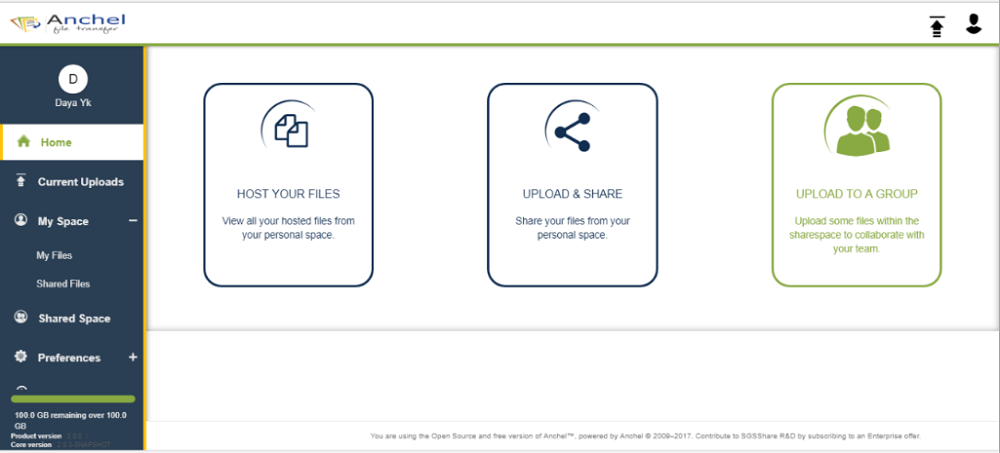 Anchel
file transfer
D
Daya Yk
Home
Current Uploads
My Space
My Files
Shared Files
Shared Space
Preferences
100.0 GB remaining over 100.0
GB
Product version
Core version
HOST YOUR FILES
View all your hosted files from
your personal space.
UPLOAD & SHARE
Share your files from your
personal space.
UPLOAD TO A GROUP
Upload some files within the
sharespace to collaborate with
your team.
You are using the Open Source and free version of Anchel™, powered by Anchel © 2009–2017. Contribute to SGSShare R&D by subscribing to an Enterprise offer.